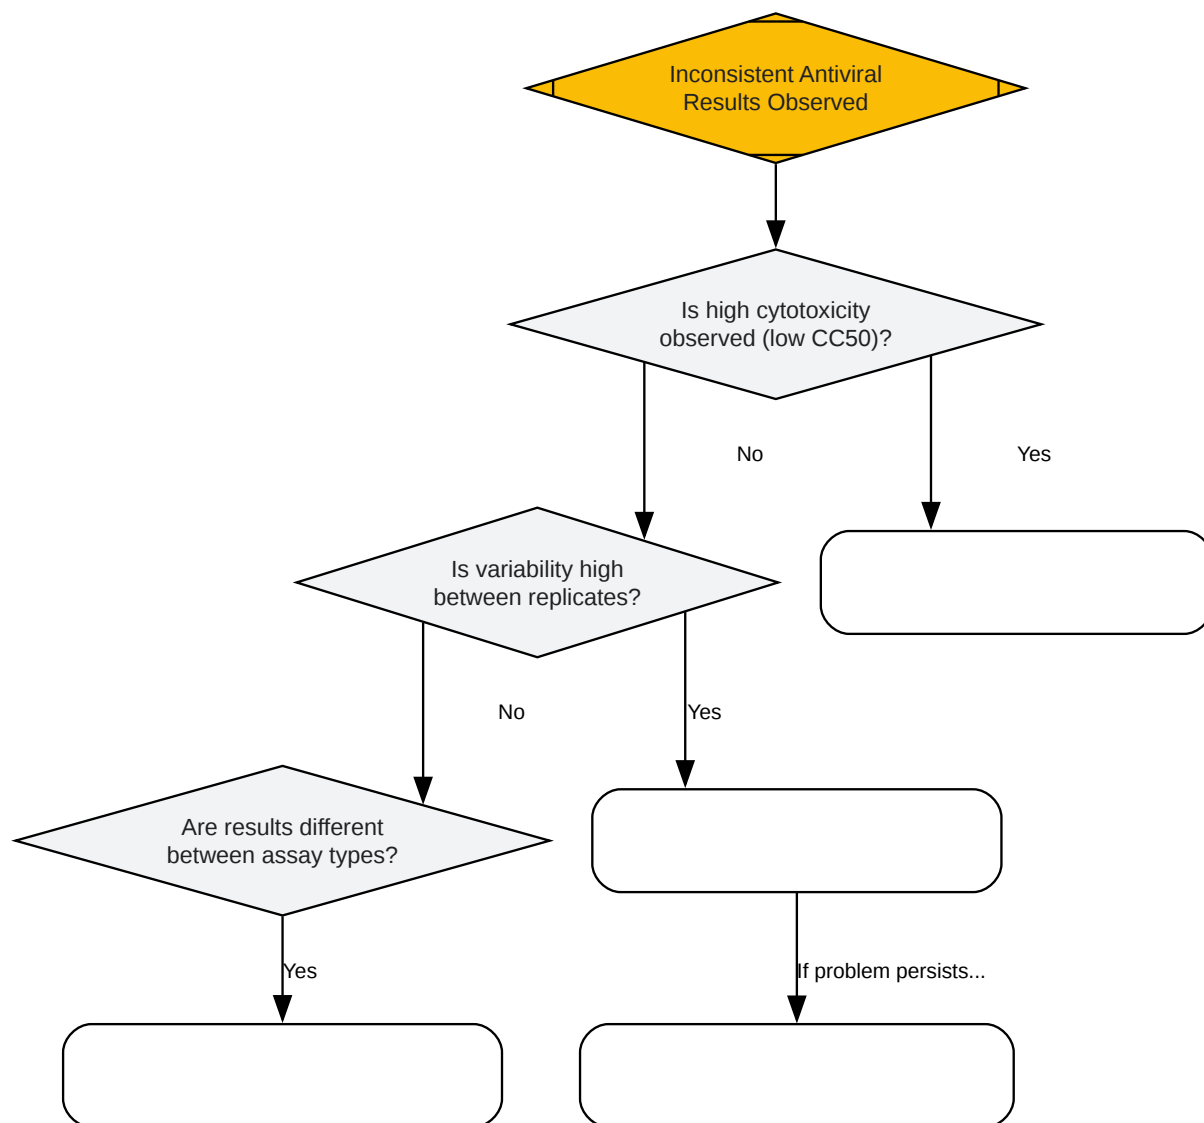 Inconsistent Antiviral
Results Observed
Is high cytotoxicity
observed (low CC50)?
No
Yes
Is variability high
between replicates?
No
Yes
Are results different
between assay types?
Yes
If problem persists...